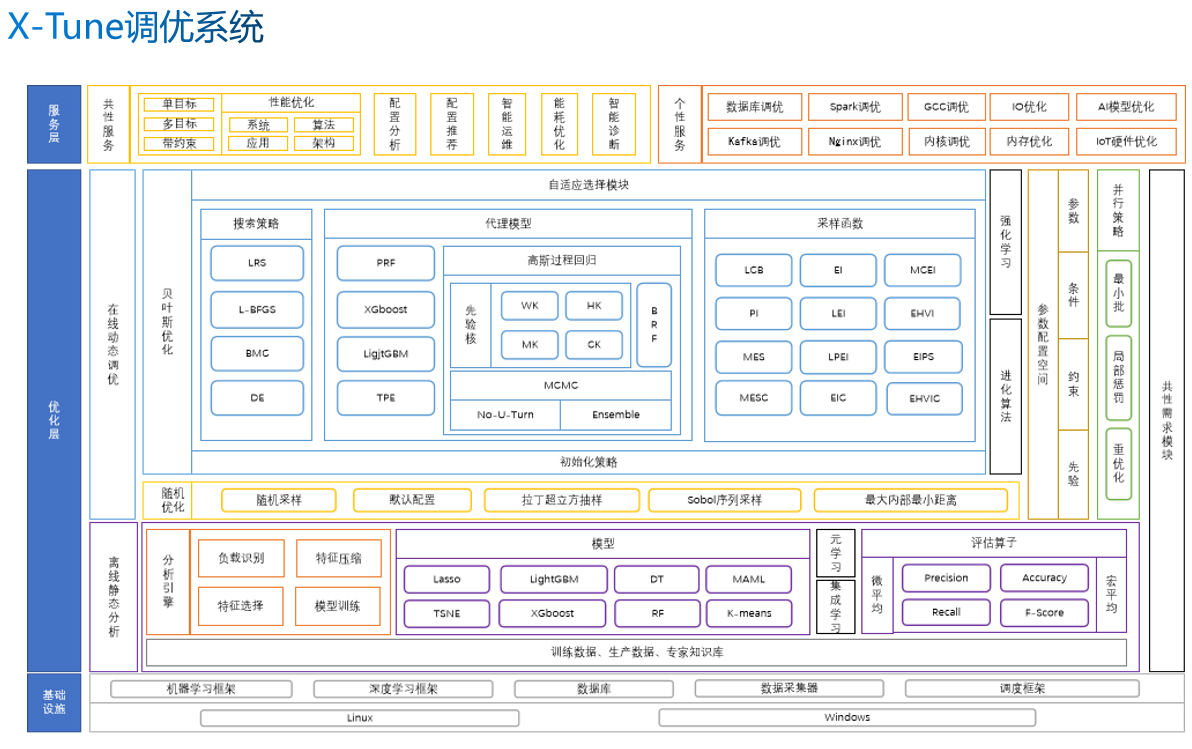 X-Tune调优系统
服务层
共性服务
单目标
多目标
带约束
性能优化
系统
算法
应用
架构
配置分析
配置推荐
智能运维
能耗优化
智能诊断
个性服务
数据库调优
Spark调优
GCC调优
IO优化
AI模型优化
Kafka调优
Nginx调优
内核调优
内存优化
IoT硬件优化
优化层
在线动态调优
贝叶斯优化
自适应选择模块
搜索策略
LRS
L-BFGS
BMC
DE
代理模型
PRF
XGboost
LigjtGBM
TPE
高斯过程回归
先验核
WK
HK
MK
CK
BRF
MCMC
No-U-Turn
Ensemble
采样函数
LCB
EI
MCEI
PI
LEI
EHVI
MES
LPEI
EIPS
MESC
EIC
EHVIC
初始化策略
强化学习
进化算法
参数配置空间
参数
条件
约束
先验
并行策略
最小批
局部惩罚
重优化
共性需求模块
随机优化
随机采样
默认配置
拉丁超立方抽样
Sobol序列采样
最大内部最小距离
离线静态分析
分析引擎
负载识别
特征压缩
特征选择
模型训练
模型
Lasso
LightGBM
DT
MAML
TSNE
XGboost
RF
K-means
元学习
集成学习
评估算子
微平均
Precision
Accuracy
Recall
F-Score
宏平均
训练数据、生产数据、专家知识库
基础设施
机器学习框架
深度学习框架
数据库
数据采集器
调度框架
Linux
Windows